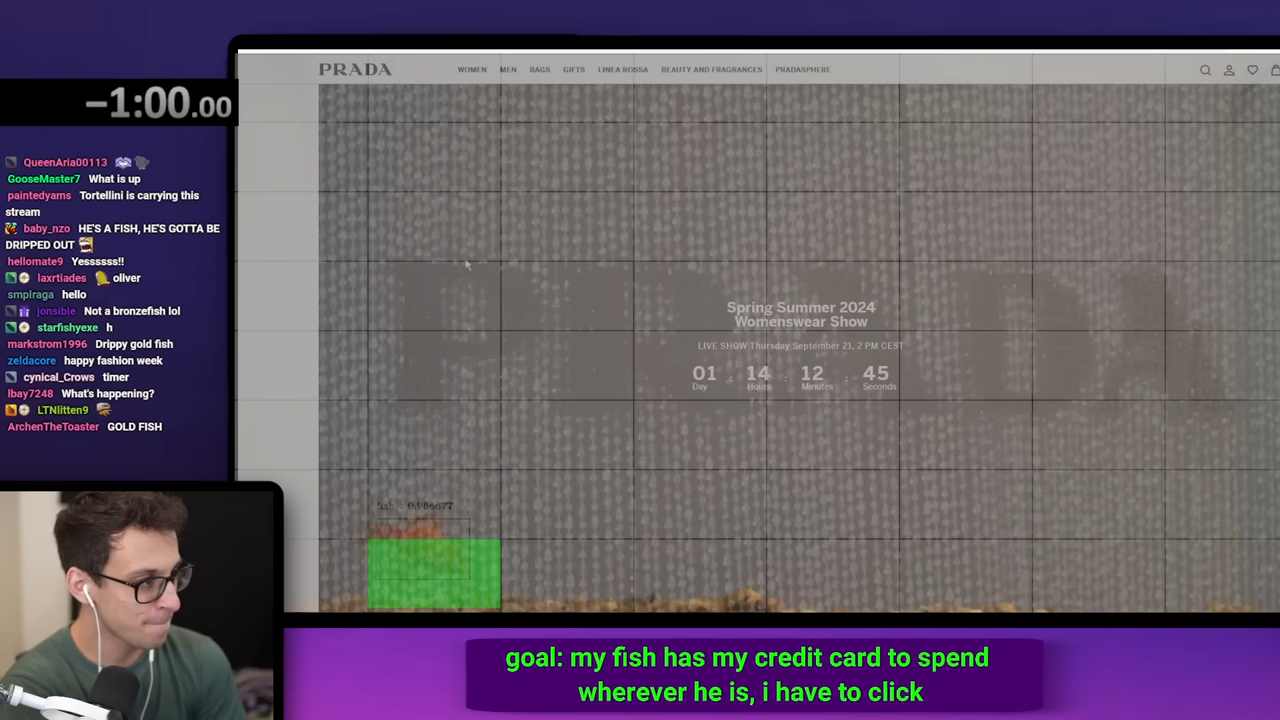 PRADA
WOMEN MEN BAGS GIFTS LINEA ROSSA BEAUTY AND FRAGRANCES PRADASPHERE
−1:00.00
QueenAria00113
GooseMaster7 What is up
paintedyams Tortellini is carrying this
stream
baby_nzo HE'S A FISH, HE'S GOTTA BE
DRIPPED OUT
hellomate9 Yessssss!!
laxrtiades oliver
smplraga hello
jonsible Not a bronzefish lol
starfishyexe h
markstrom1996 Drippy gold fish
zeldacore happy fashion week
cynical_Crows timer
lbay7248 What's happening?
LTNlitten9
ArchenTheToaster GOLD FISH
Spring Summer 2024
Womenswear Show
LIVE SHOW Thursday September 21, 2 PM CEST
01 : 14 : 12 : 45
Day Hours Minutes Seconds
goal: my fish has my credit card to spend
wherever he is, i have to click